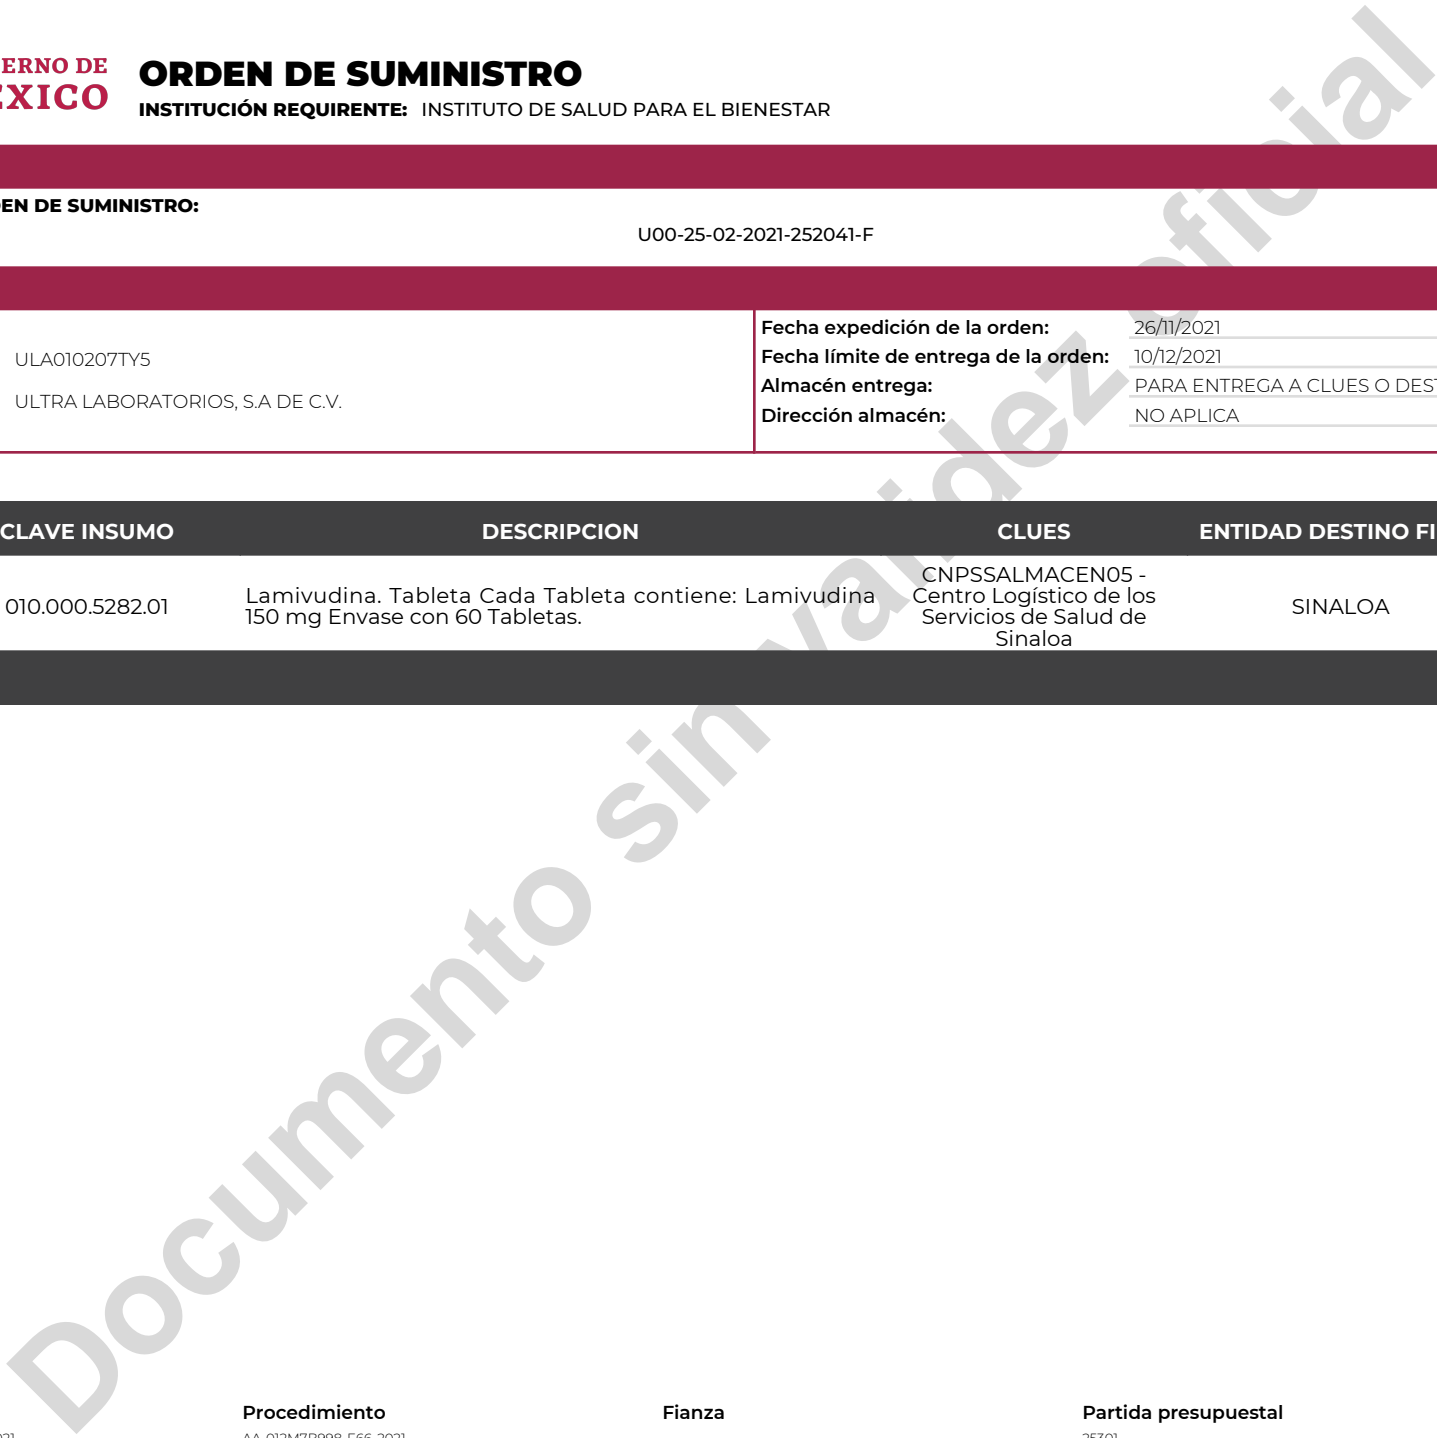 ORDEN DE SUMINISTRO
INSTITUCIÓN REQUIRENTE: INSTITUTO DE SALUD PARA EL BIENESTAR
ERNO DE
XICO
EN DE SUMINISTRO:
U00-25-02-2021-252041-F
ULA010207TY5
ULTRA LABORATORIOS, S.A DE C.V.
Fecha expedición de la orden: 26/11/2021
Fecha límite de entrega de la orden: 10/12/2021
Almacén entrega: PARA ENTREGA A CLUES O DEST
Dirección almacén: NO APLICA
CLAVE INSUMO DESCRIPCION CLUES ENTIDAD DESTINO FI
010.000.5282.01
Lamivudina. Tableta Cada Tableta contiene: Lamivudina
150 mg Envase con 60 Tabletas.
CNPSSALMACEN05 -
Centro Logístico de los
Servicios de Salud de
Sinaloa
SINALOA
Documento sin validez oficial
Procedimiento Fianza Partida presupuestal